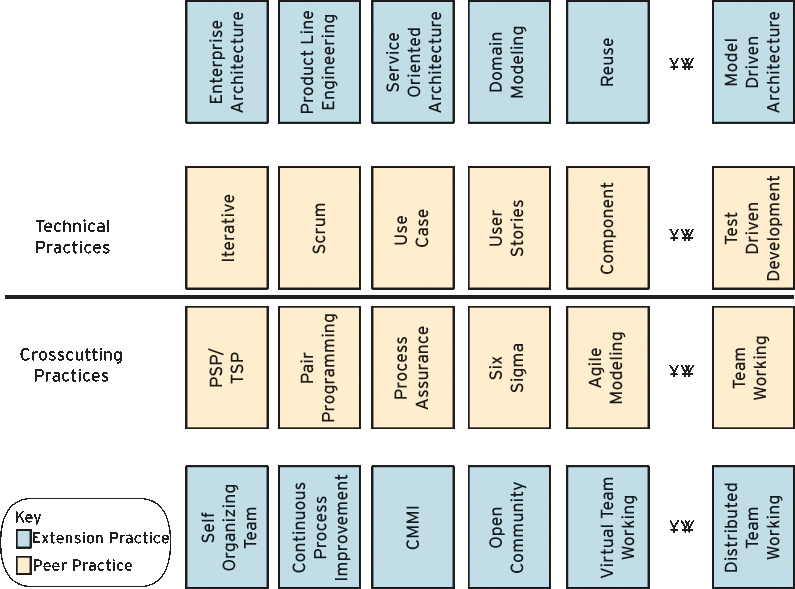 Enterprise
Architecture
Product Line
Engineering
Service
Oriented
Architecture
Domain
Modeling
Reuse
¥¥¥
Model
Driven
Architecture
Technical
Practices
Iterative
Scrum
Use
Case
User
Stories
Component
¥¥¥
Test
Driven
Development
Crosscutting
Practices
PSP/
TSP
Pair
Programming
Process
Assurance
Six
Sigma
Agile
Modeling
¥¥¥
Team
Working
Self
Organizing
Team
Continuous
Process
Improvement
CMMI
Open
Community
Virtual Team
Working
¥¥¥
Distributed
Team
Working
Key
Extension Practice
Peer Practice